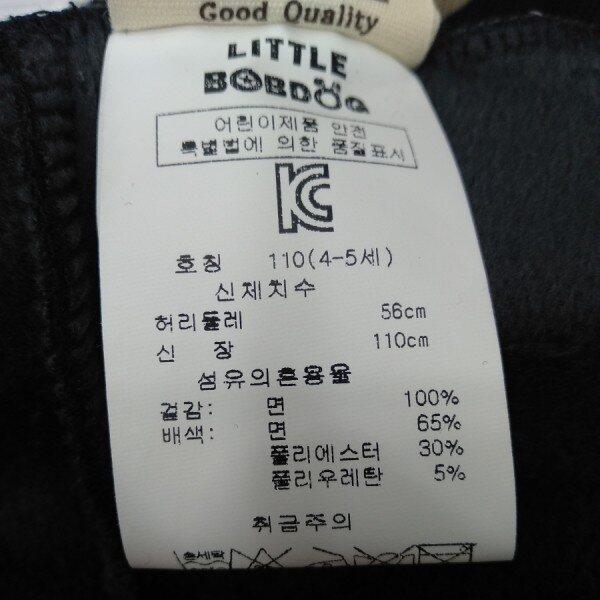 Good Quality
LITTLE
BOBDOG
어린이제품 안전
특별법에 의한 품질표시
KC
호칭 110(4-5세)
신체치수
허리둘레 56cm
신 장 110cm
섬유의혼용율
겉감: 면 100%
배색: 면 65%
폴리에스터 30%
폴리우레탄 5%
취급주의
손세탁